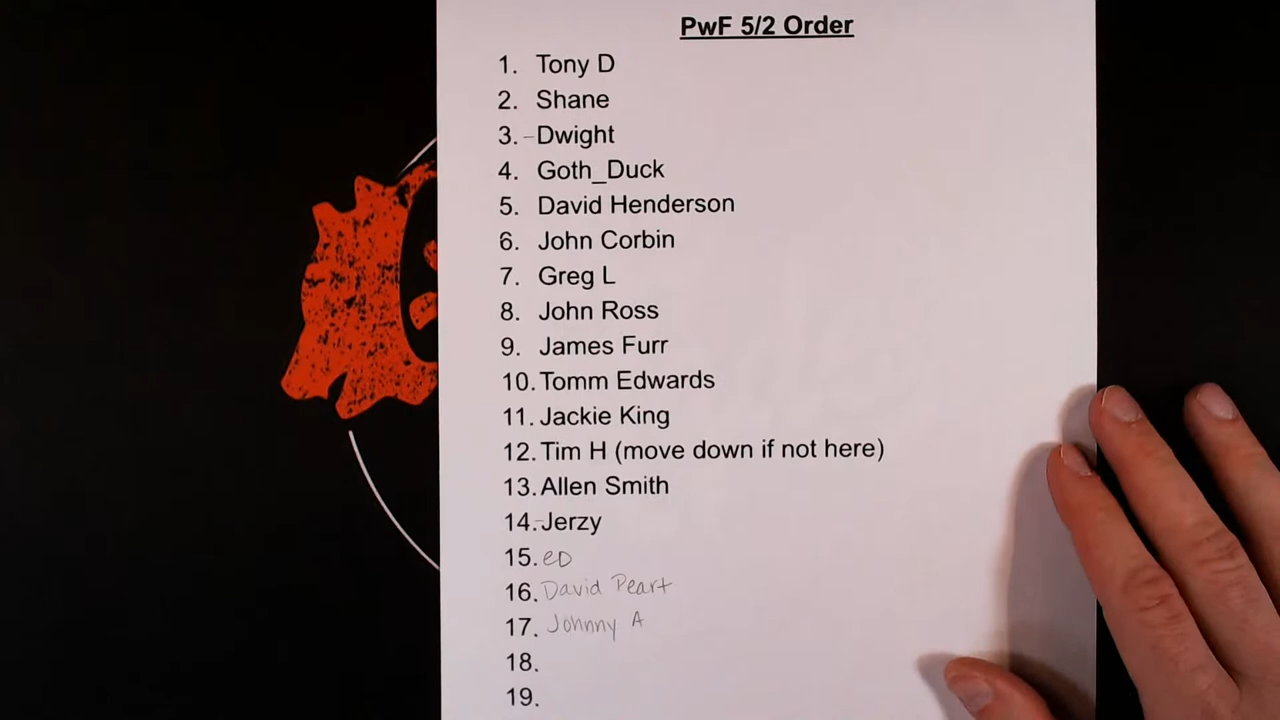 PwF 5/2 Order
1. Tony D
2. Shane
3. -Dwight
4. Goth_Duck
5. David Henderson
6. John Corbin
7. Greg L
8. John Ross
9. James Furr
10. Tomm Edwards
11. Jackie King
12. Tim H (move down if not here)
13. Allen Smith
14. -Jerzy
15. eD
16. David Peart
17. Johnny A
18.
19.